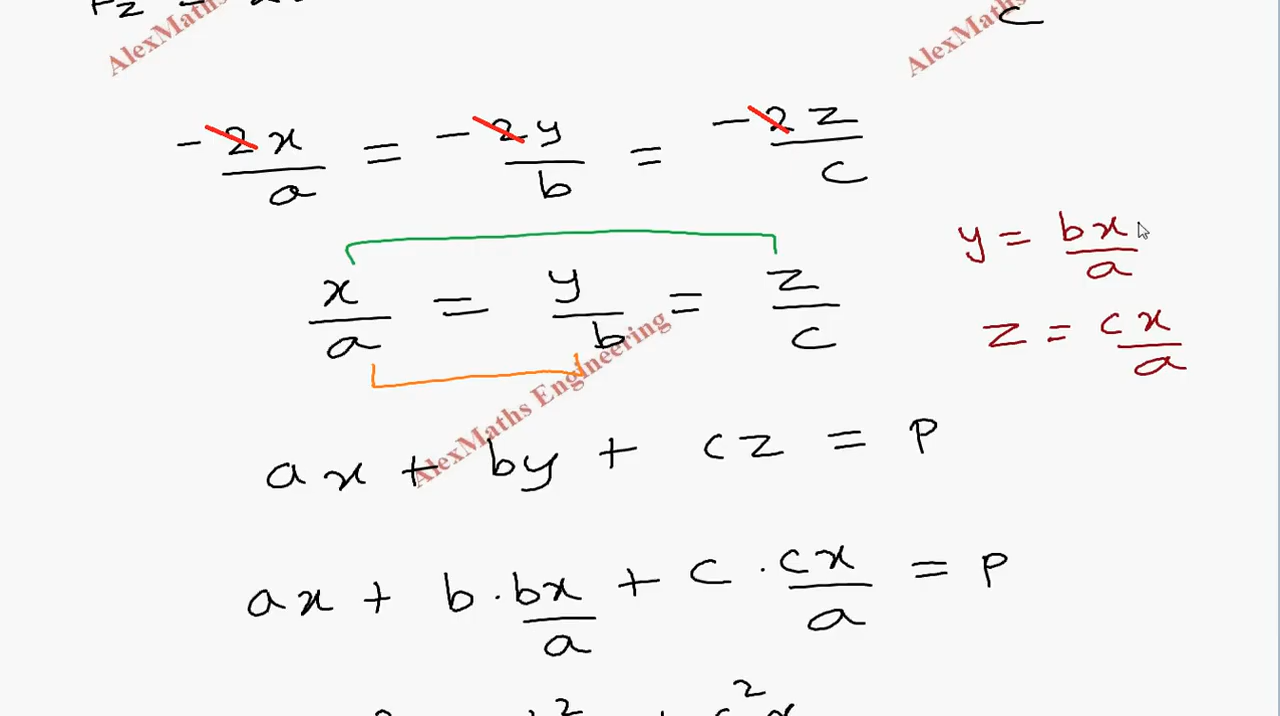 AlexMaths
AlexMaths
c
-2x/a = -2y/b = -2z/c
x/a = y/b = z/c
y = bx/a
z = cx/a
AlexMaths Engineering
ax + by + cz = p
ax + b·bx/a + c·cx/a = p